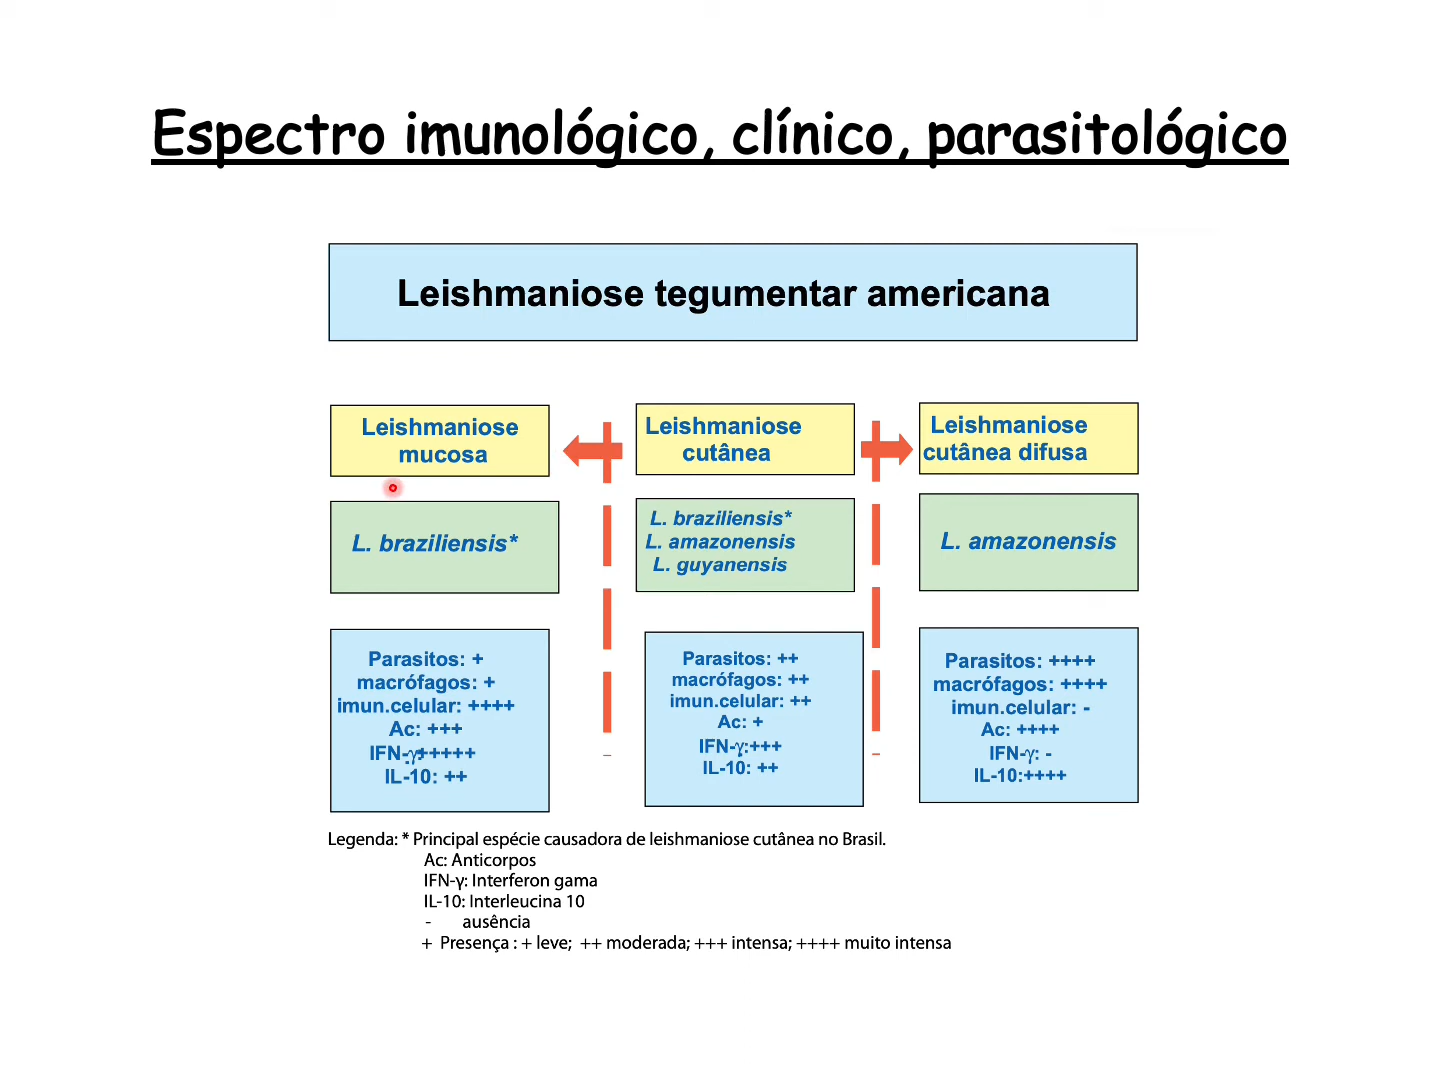 Espectro imunológico, clínico, parasitológico
Leishmaniose tegumentar americana
Leishmaniose
mucosa
Leishmaniose
cutânea
Leishmaniose
cutânea difusa
L. braziliensis*
L. braziliensis*
L. amazonensis
L. guyanensis
L. amazonensis
Parasitos: +
macrófagos: +
imun.celular: ++++
Ac: +++
IFN-γ:+++++
IL-10: ++
Parasitos: ++
macrófagos: ++
imun.celular: ++
Ac: +
IFN-γ:+++
IL-10: ++
Parasitos: ++++
macrófagos: ++++
imun.celular: -
Ac: ++++
IFN-γ: -
IL-10:++++
Legenda: * Principal espécie causadora de leishmaniose cutânea no Brasil.
Ac: Anticorpos
IFN-γ: Interferon gama
IL-10: Interleucina 10
- ausência
+ Presença : + leve; ++ moderada; +++ intensa; ++++ muito intensa